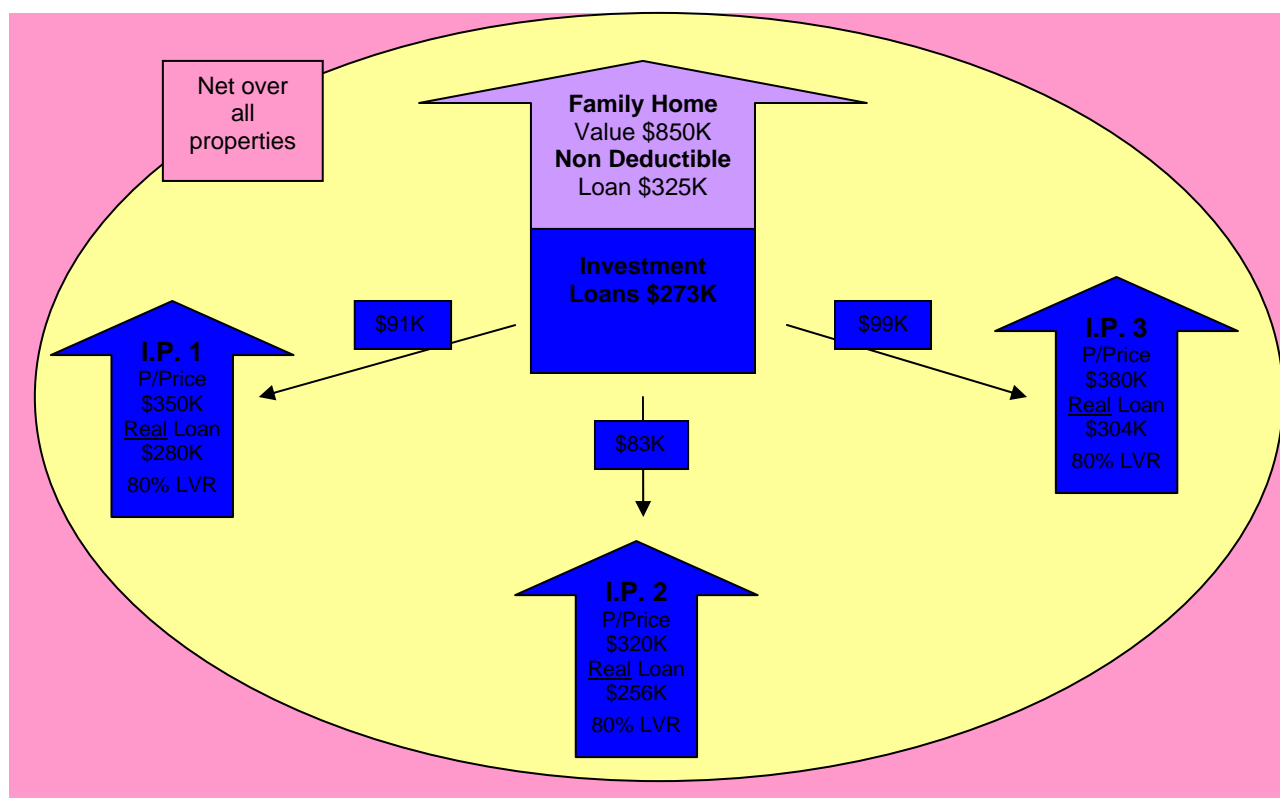 Net over
all
properties
Family Home
Value $850K
Non Deductible
Loan $325K
Investment
Loans $273K
$91K
$99K
$83K
I.P. 1
P/Price
$350K
Real Loan
$280K
80% LVR
I.P. 3
P/Price
$380K
Real Loan
$304K
80% LVR
I.P. 2
P/Price
$320K
Real Loan
$256K
80% LVR